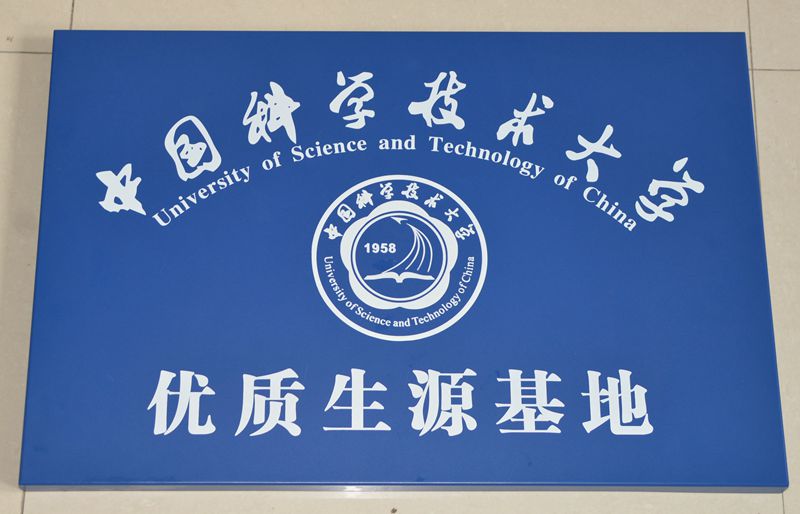 中国科学技术大学
University of Science and Technology of China
中国科学技术大学
1958
University of Science and Technology of China
优质生源基地